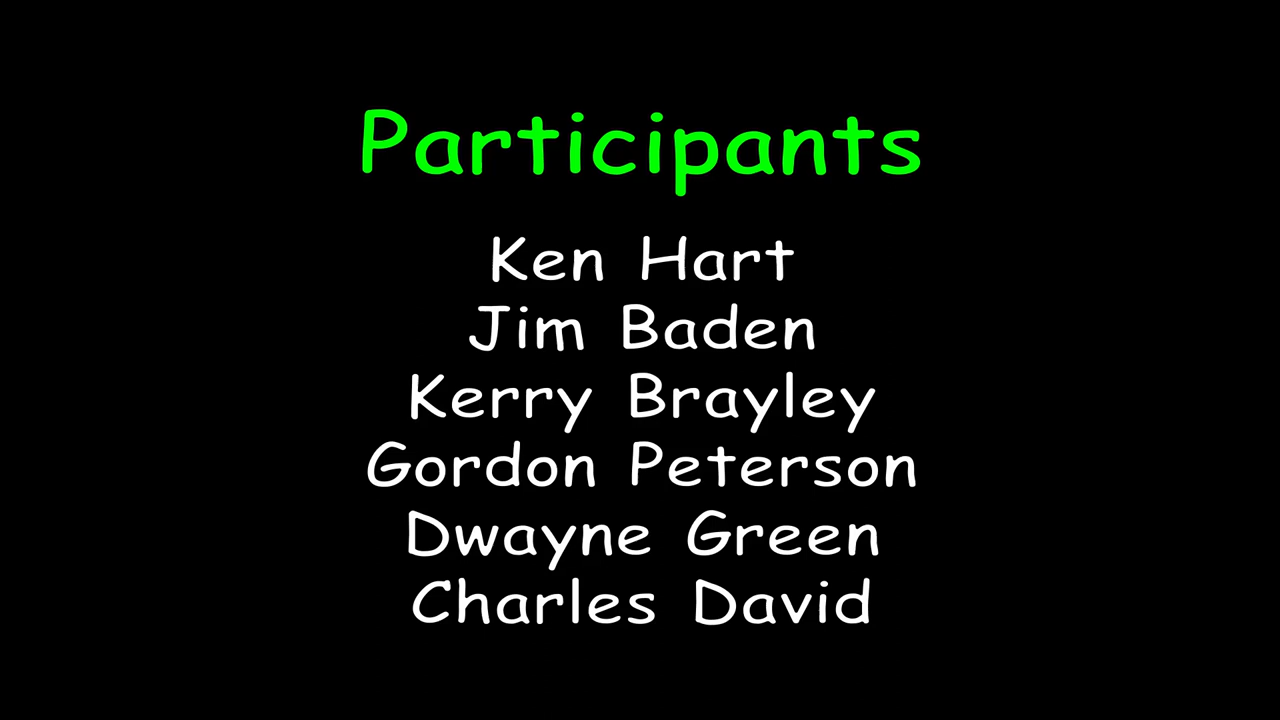 Participants
Ken Hart
Jim Baden
Kerry Brayley
Gordon Peterson
Dwayne Green
Charles David